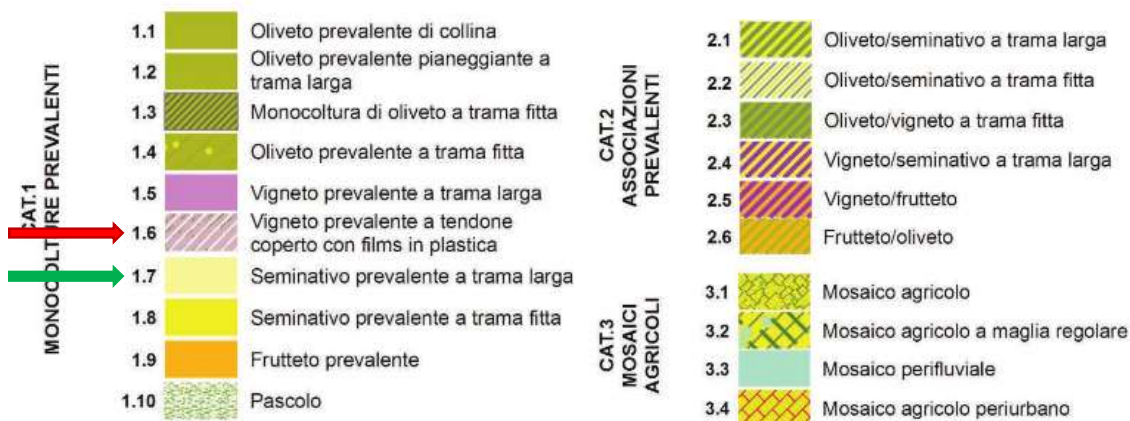 CAT.1
MONOCOLTURE PREVALENTI
1.1 Oliveto prevalente di collina
1.2 Oliveto prevalente pianeggiante a
trama larga
1.3 Monocoltura di oliveto a trama fitta
1.4 Oliveto prevalente a trama fitta
1.5 Vigneto prevalente a trama larga
1.6 Vigneto prevalente a tendone
coperto con films in plastica
1.7 Seminativo prevalente a trama larga
1.8 Seminativo prevalente a trama fitta
1.9 Frutteto prevalente
1.10 Pascolo
CAT.2
ASSOCIAZIONI
PREVALENTI
2.1 Oliveto/seminativo a trama larga
2.2 Oliveto/seminativo a trama fitta
2.3 Oliveto/vigneto a trama fitta
2.4 Vigneto/seminativo a trama larga
2.5 Vigneto/frutteto
2.6 Frutteto/oliveto
CAT.3
MOSAICI
AGRICOLI
3.1 Mosaico agricolo
3.2 Mosaico agricolo a maglia regolare
3.3 Mosaico perifluviale
3.4 Mosaico agricolo periurbano